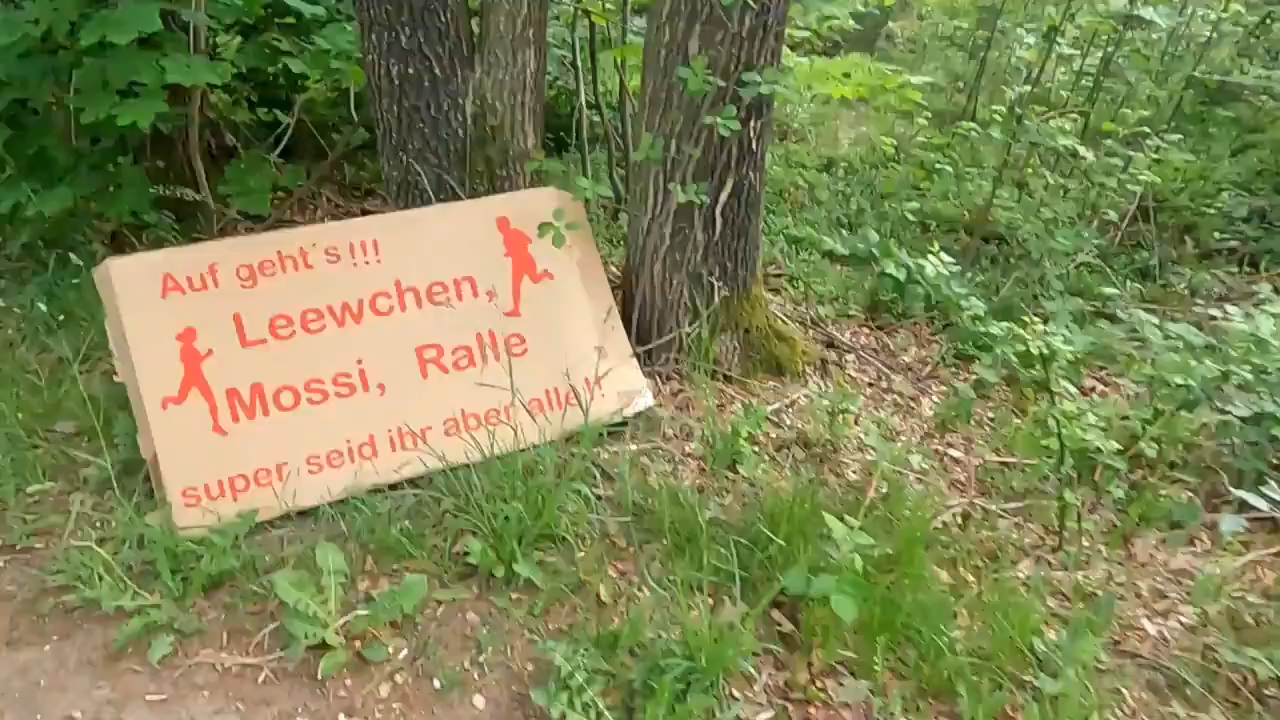 Auf geht´s!!!
Leewchen,
Mossi, Ralle
super seid ihr aber alle!!